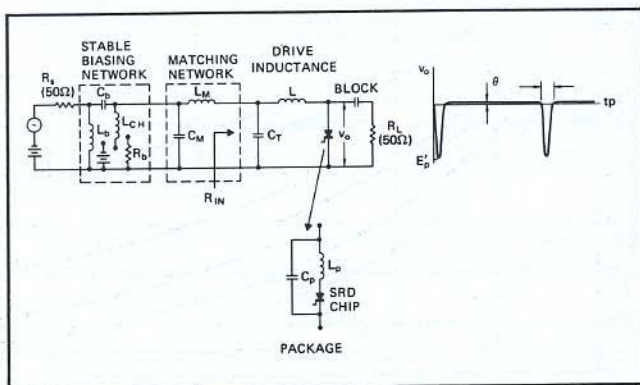 STABLE
BIASING
NETWORK
MATCHING
NETWORK
DRIVE
INDUCTANCE
Rs
(50Ω)
Cb
LCH
Lb
Rb
LM
CM
RIN
L
CT
BLOCK
vo
RL
(50Ω)
vo
θ
tp
E'p
Cp
Lp
SRD
CHIP
PACKAGE